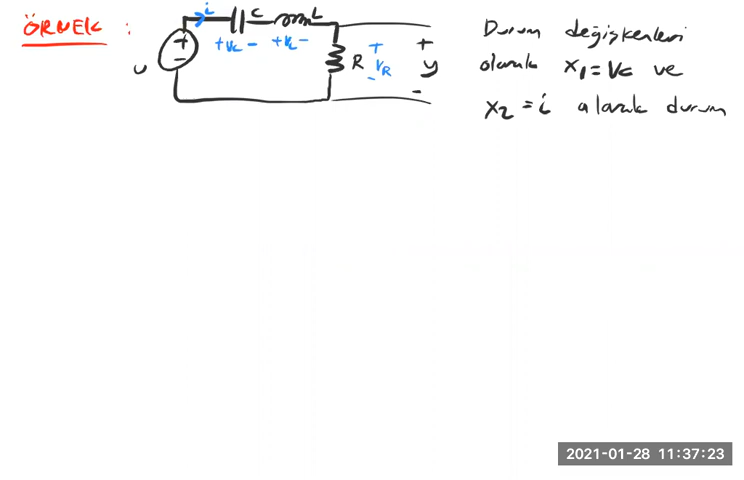 ÖRNEK :
i
C
L
+ Vc -
+ VL -
+
-
u
R
+
VR
-
+
y
-
Durum değişkenleri
olarak x1 = Vc ve
x2 = i alarak durum
2021-01-28 11:37:23